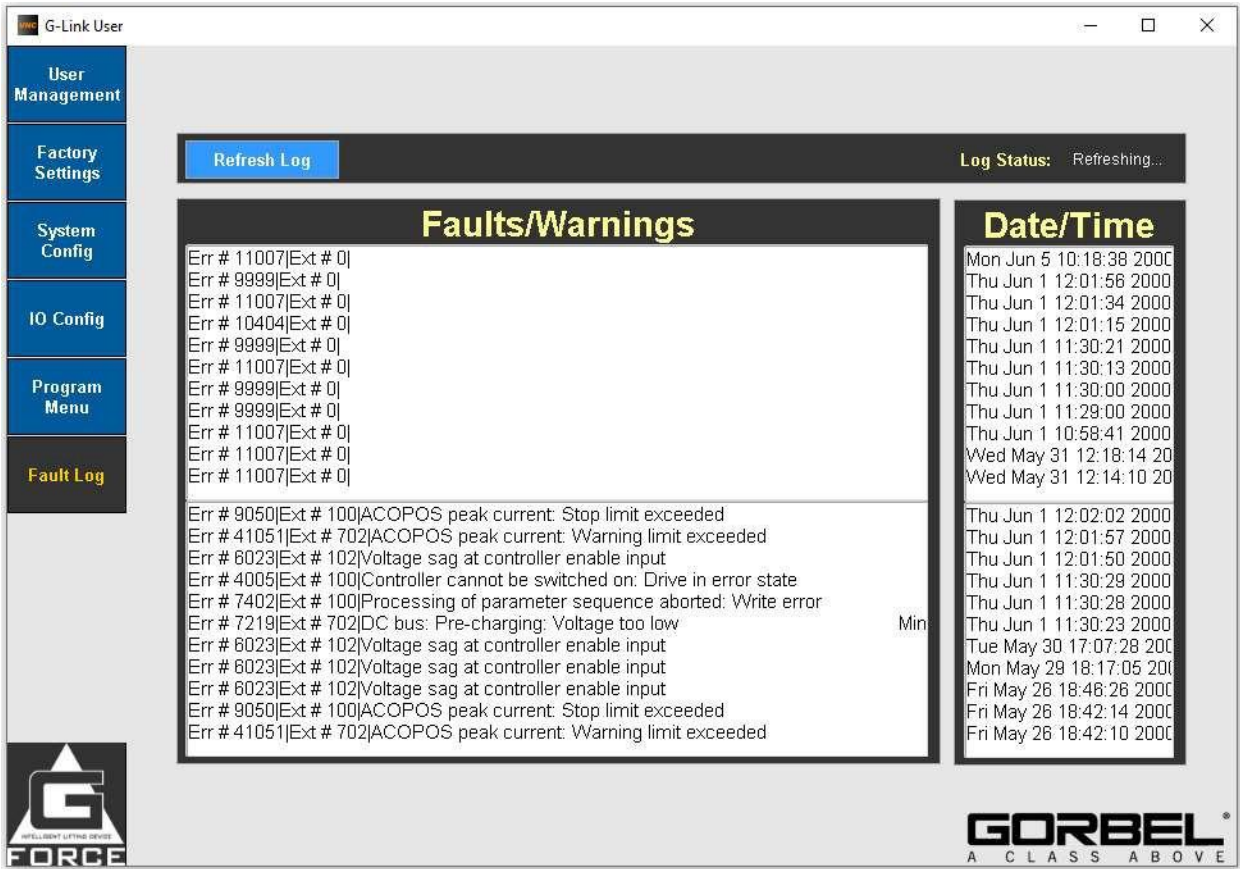 G-Link User
User
Management
Factory
Settings
System
Config
IO Config
Program
Menu
Fault Log
Refresh Log
Log Status: Refreshing...
Faults/Warnings
Date/Time
Err # 11007|Ext # 0| Mon Jun 5 10:18:38 2000
Err # 9999|Ext # 0| Thu Jun 1 12:01:56 2000
Err # 11007|Ext # 0| Thu Jun 1 12:01:34 2000
Err # 10404|Ext # 0| Thu Jun 1 12:01:15 2000
Err # 9999|Ext # 0| Thu Jun 1 11:30:21 2000
Err # 11007|Ext # 0| Thu Jun 1 11:30:13 2000
Err # 9999|Ext # 0| Thu Jun 1 11:30:00 2000
Err # 9999|Ext # 0| Thu Jun 1 11:29:00 2000
Err # 11007|Ext # 0| Thu Jun 1 10:58:41 2000
Err # 11007|Ext # 0| Wed May 31 12:18:14 20
Err # 11007|Ext # 0| Wed May 31 12:14:10 20
Err # 9050|Ext # 100|ACOPOS peak current: Stop limit exceeded Thu Jun 1 12:02:02 2000
Err # 41051|Ext # 702|ACOPOS peak current: Warning limit exceeded Thu Jun 1 12:01:57 2000
Err # 6023|Ext # 102|Voltage sag at controller enable input Thu Jun 1 12:01:50 2000
Err # 4005|Ext # 100|Controller cannot be switched on: Drive in error state Thu Jun 1 11:30:29 2000
Err # 7402|Ext # 100|Processing of parameter sequence aborted: Write error Thu Jun 1 11:30:28 2000
Err # 7219|Ext # 702|DC bus: Pre-charging: Voltage too low Min Thu Jun 1 11:30:23 2000
Err # 6023|Ext # 102|Voltage sag at controller enable input Tue May 30 17:07:28 200
Err # 6023|Ext # 102|Voltage sag at controller enable input Mon May 29 18:17:05 200
Err # 6023|Ext # 102|Voltage sag at controller enable input Fri May 26 18:46:26 2000
Err # 9050|Ext # 100|ACOPOS peak current: Stop limit exceeded Fri May 26 18:42:14 2000
Err # 41051|Ext # 702|ACOPOS peak current: Warning limit exceeded Fri May 26 18:42:10 2000
G
INTELLIGENT LIFTING DEVICE
FORCE
GORBEL®
A CLASS ABOVE